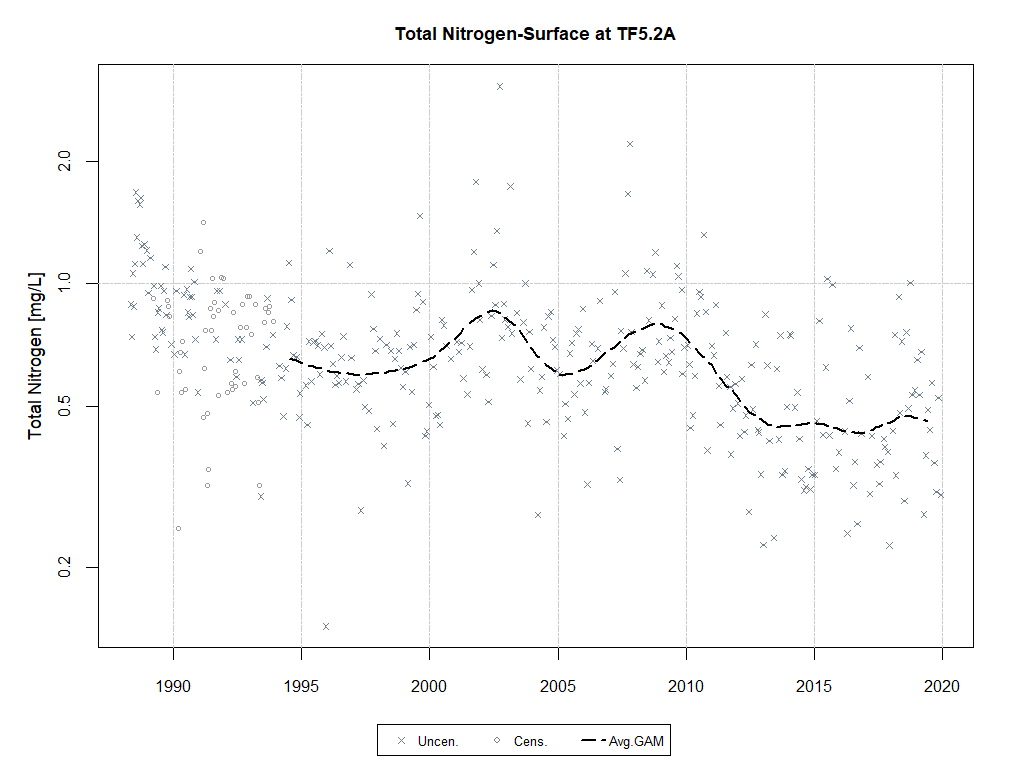 Total Nitrogen-Surface at TF5.2A
Total Nitrogen [mg/L]
2.0
1.0
0.5
0.2
1990 1995 2000 2005 2010 2015 2020
Uncen. Cens. Avg.GAM